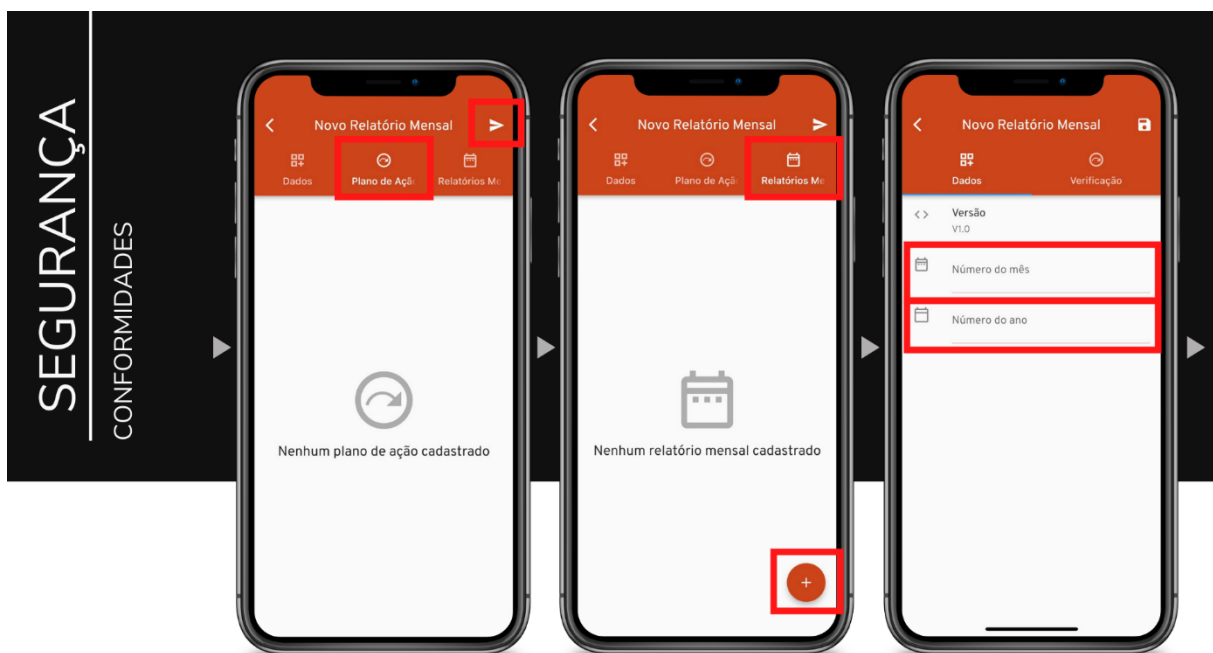 SEGURANÇA
CONFORMIDADES
Novo Relatório Mensal
Dados
Plano de Açã
Relatórios Me
Nenhum plano de ação cadastrado
Novo Relatório Mensal
Dados
Plano de Açã
Relatórios Me
Nenhum relatório mensal cadastrado
+
Novo Relatório Mensal
Dados
Verificação
Versão
V1.0
Número do mês
Número do ano